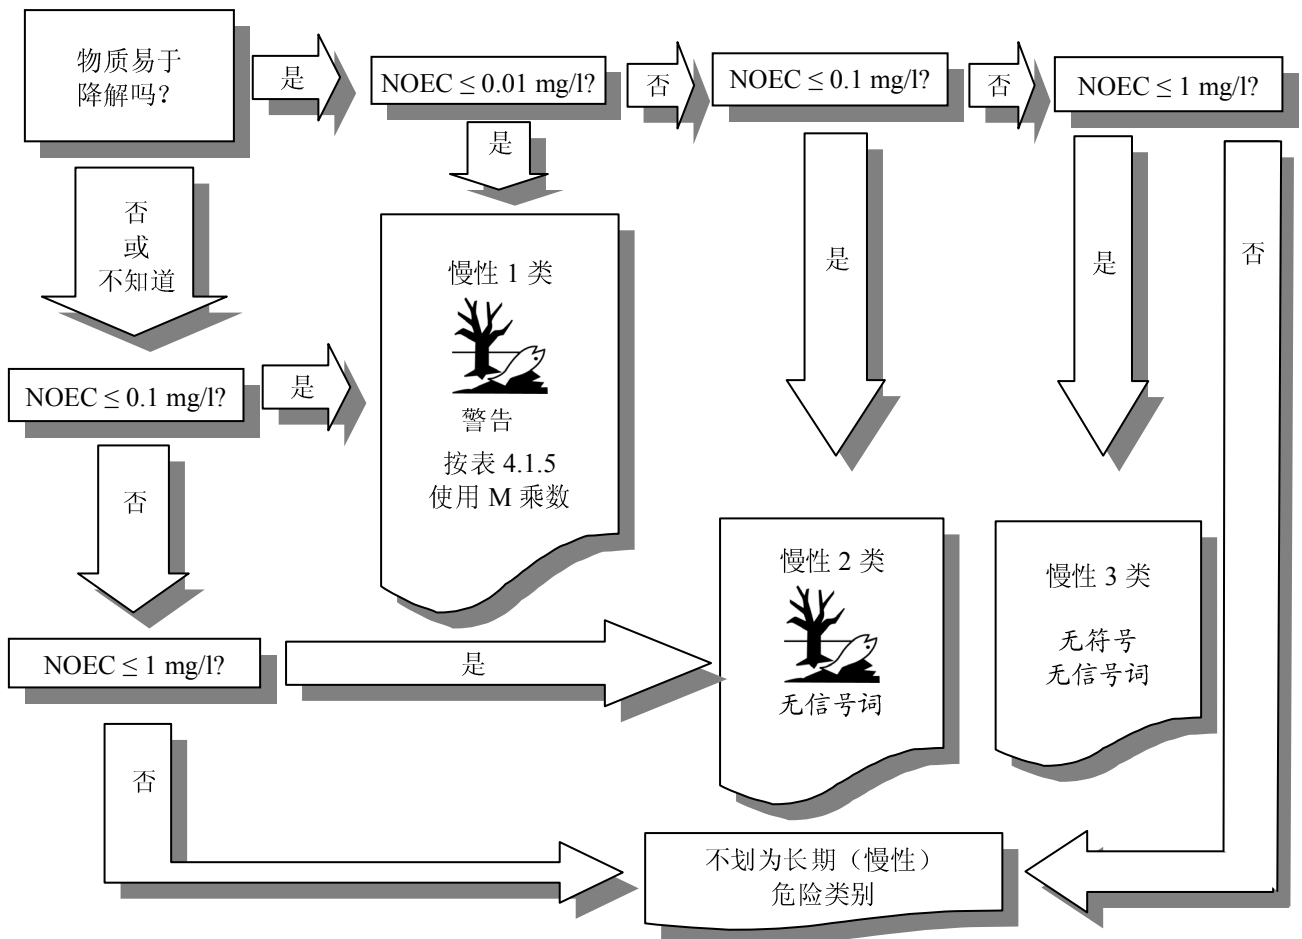 物质易于
降解吗？
是
NOEC ≤ 0.01 mg/l?
否
NOEC ≤ 0.1 mg/l?
否
NOEC ≤ 1 mg/l?
是
否
或
不知道
慢性 1 类
警告
按表 4.1.5
使用 M 乘数
是
是
否
NOEC ≤ 0.1 mg/l?
是
否
慢性 2 类
无信号词
慢性 3 类
无符号
无信号词
NOEC ≤ 1 mg/l?
是
否
不划为长期（慢性）
危险类别